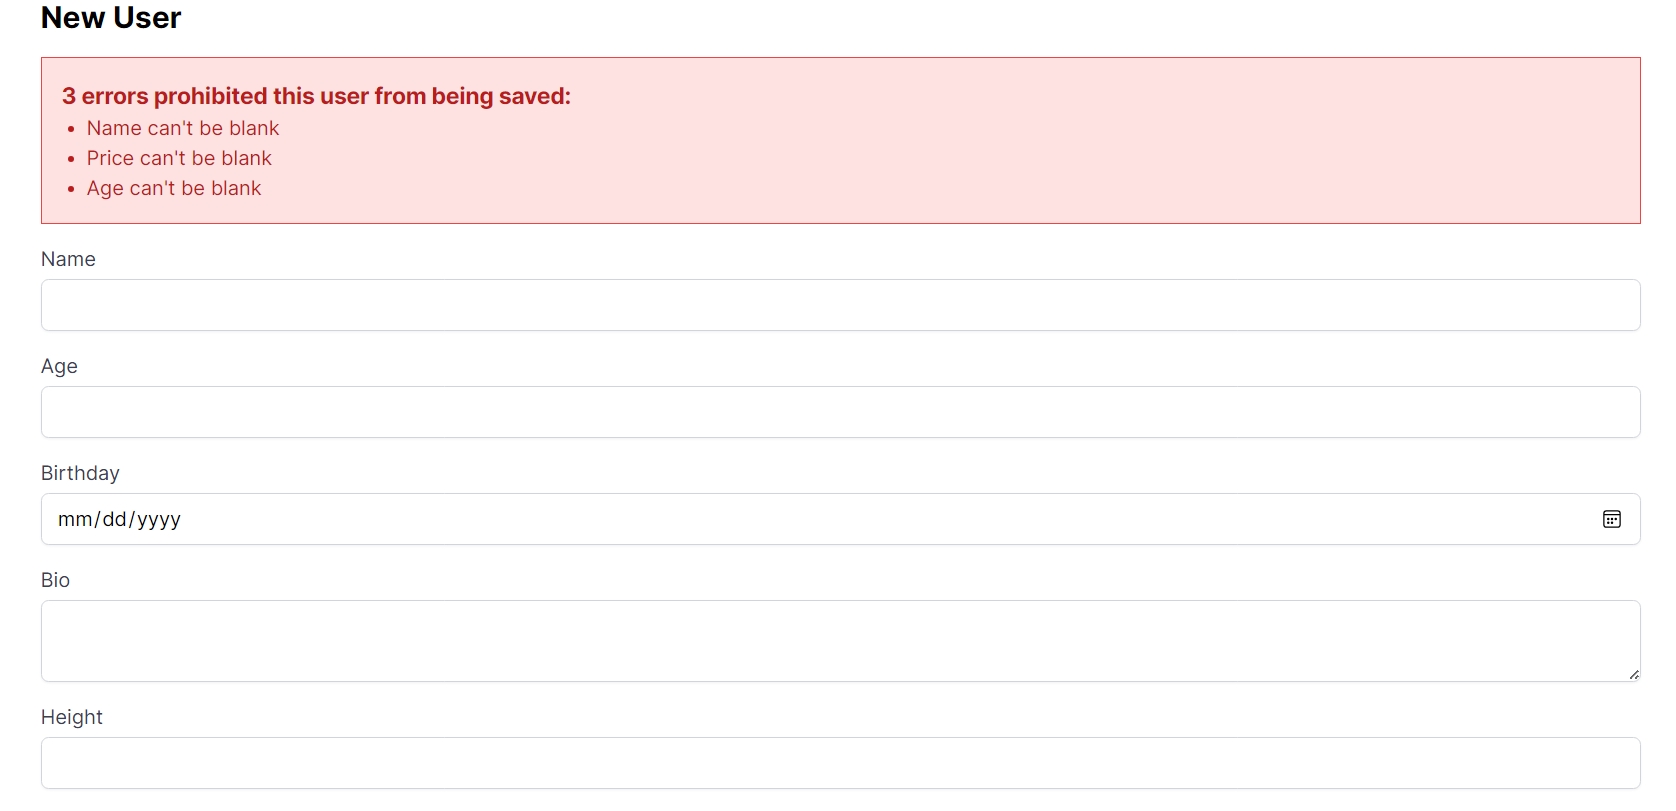 New User
3 errors prohibited this user from being saved:
Name can't be blank
Price can't be blank
Age can't be blank
Name
Age
Birthday
mm/dd/yyyy
Bio
Height